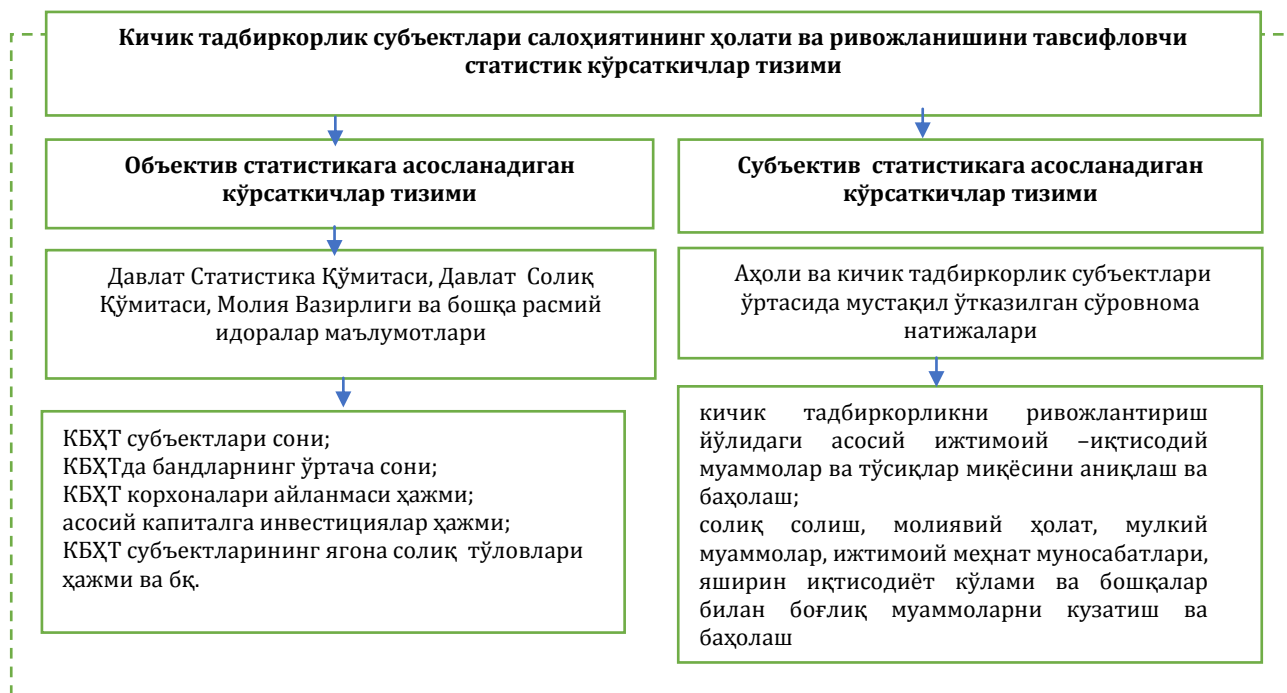 Кичик тадбиркорлик субъектлари салоҳиятининг ҳолати ва ривожланишини тавсифловчи
статистик кўрсаткичлар тизими
Объектив статистикага асосланадиган
кўрсаткичлар тизими
Субъектив статистикага асосланадиган
кўрсаткичлар тизими
Давлат Статистика Қўмитаси, Давлат Солиқ
Қўмитаси, Молия Вазирлиги ва бошқа расмий
идоралар маълумотлари
Аҳоли ва кичик тадбиркорлик субъектлари
ўртасида мустақил ўтказилган сўровнома
натижалари
КБҲТ субъектлари сони;
КБҲТда бандларнинг ўртача сони;
КБҲТ корхоналари айланмаси ҳажми;
асосий капиталга инвестициялар ҳажми;
КБҲТ субъектларининг ягона солиқ тўловлари
ҳажми ва бқ.
кичик тадбиркорликни ривожлантириш
йўлидаги асосий ижтимоий –иқтисодий
муаммолар ва тўсиқлар миқёсини аниқлаш ва
баҳолаш;
солиқ солиш, молиявий ҳолат, мулкий
муаммолар, ижтимоий меҳнат муносабатлари,
яширин иқтисодиёт кўлами ва бошқалар
билан боғлиқ муаммоларни кузатиш ва
баҳолаш